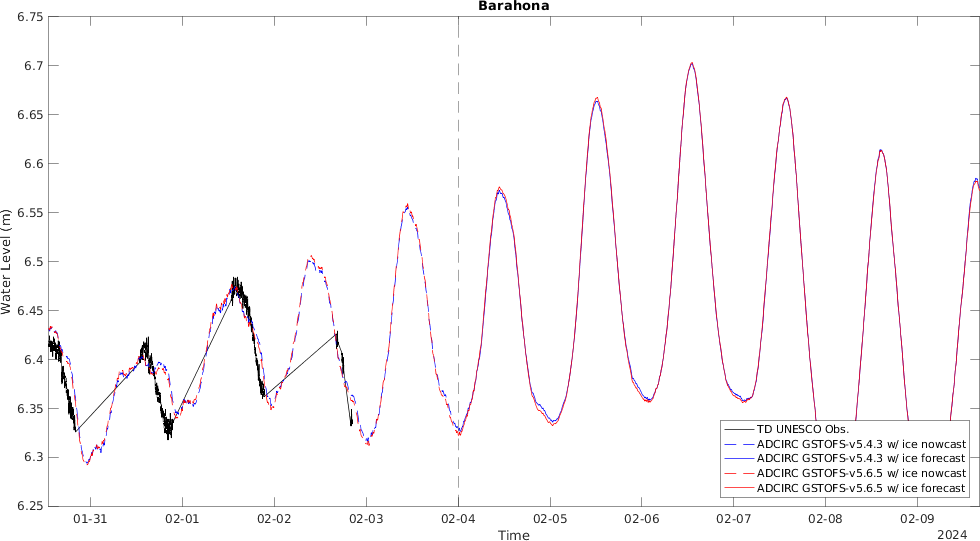 Barahona
6.75
6.7
6.65
6.6
6.55
6.5
6.45
6.4
6.35
6.3
6.25
Water Level (m)
01-31 02-01 02-02 02-03 02-04 02-05 02-06 02-07 02-08 02-09
Time
2024
TD UNESCO Obs.
ADCIRC GSTOFS-v5.4.3 w/ ice nowcast
ADCIRC GSTOFS-v5.4.3 w/ ice forecast
ADCIRC GSTOFS-v5.6.5 w/ ice nowcast
ADCIRC GSTOFS-v5.6.5 w/ ice forecast